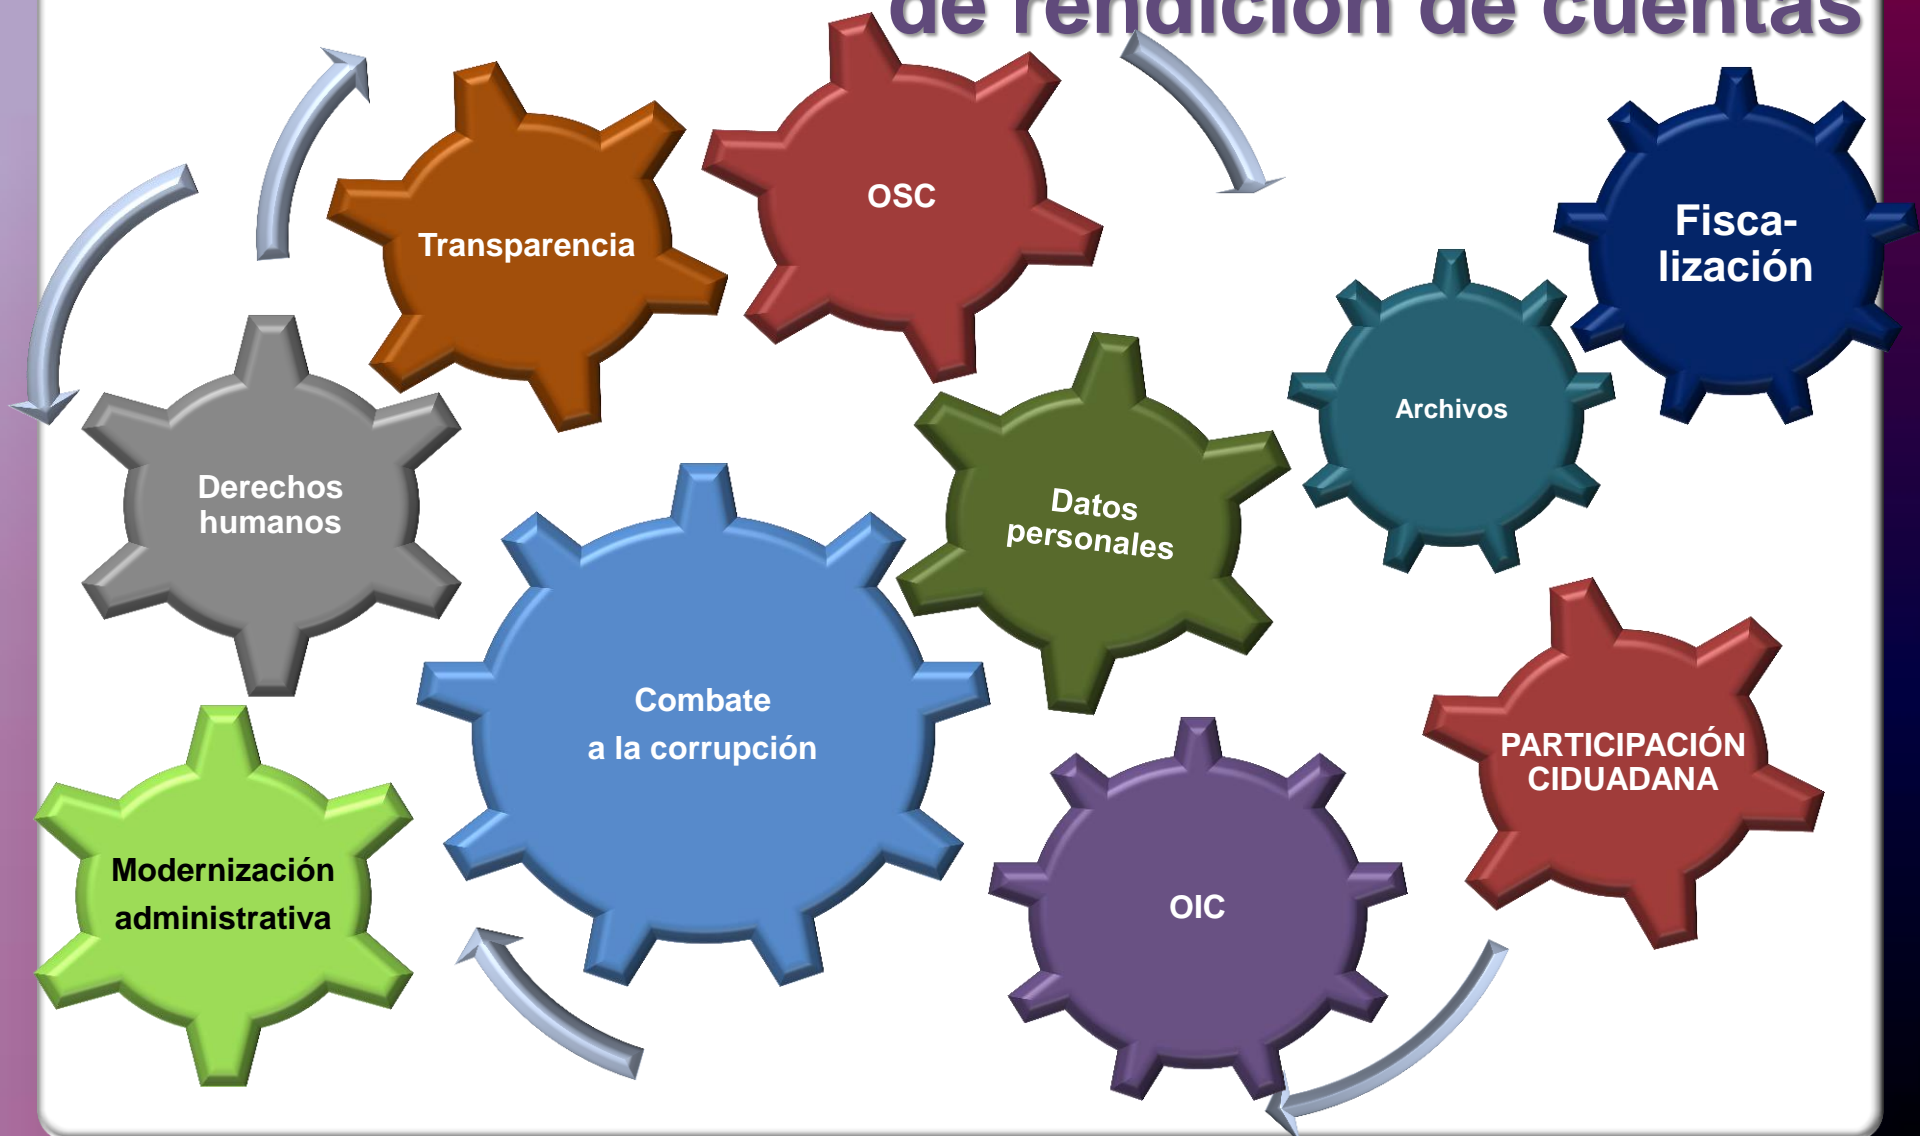 de rendición de cuentas
OSC
Transparencia
Fisca-
lización
Archivos
Derechos
humanos
Datos
personales
Combate
a la corrupción
PARTICIPACIÓN
CIDUADANA
Modernización
administrativa
OIC